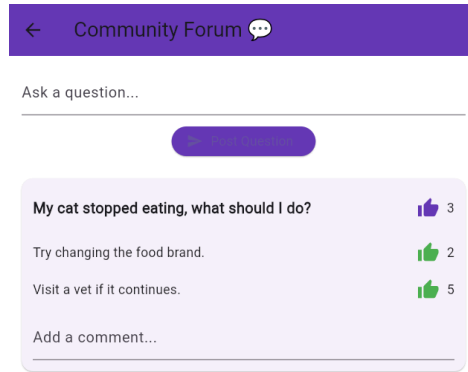 Community Forum 💬
Ask a question...
Post Question
My cat stopped eating, what should I do? 3
Try changing the food brand. 2
Visit a vet if it continues. 5
Add a comment...